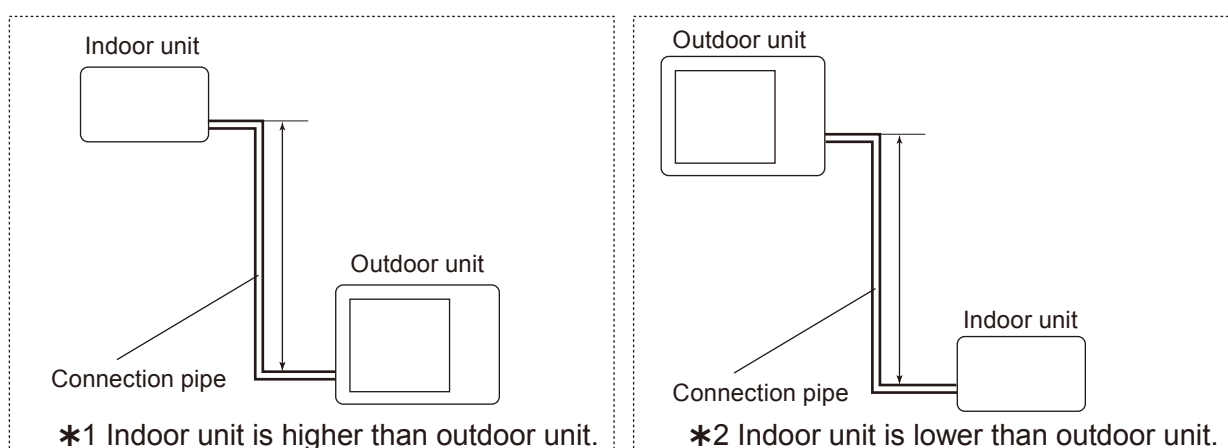 Indoor unit
Outdoor unit
Connection pipe
*1 Indoor unit is higher than outdoor unit.
Outdoor unit
Indoor unit
Connection pipe
*2 Indoor unit is lower than outdoor unit.